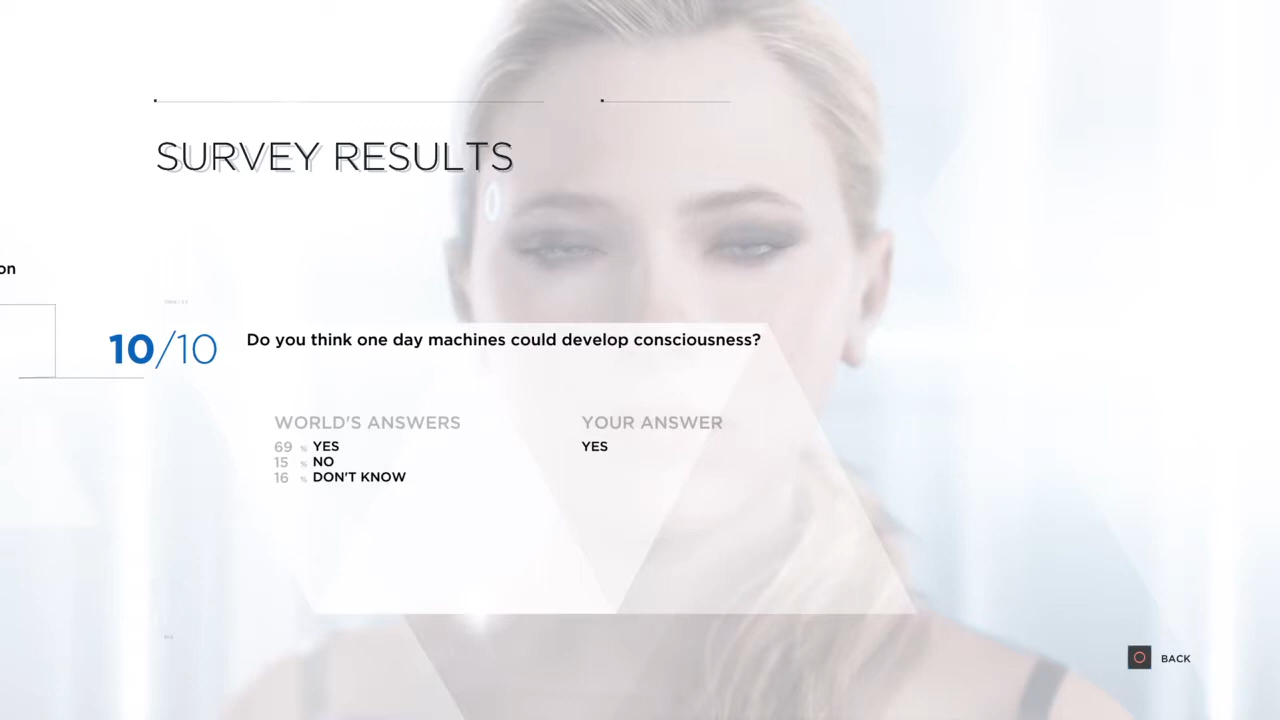 SURVEY RESULTS
on
10/10
Do you think one day machines could develop consciousness?
WORLD'S ANSWERS
YOUR ANSWER
69 % YES
YES
15 % NO
16 % DON'T KNOW
BACK